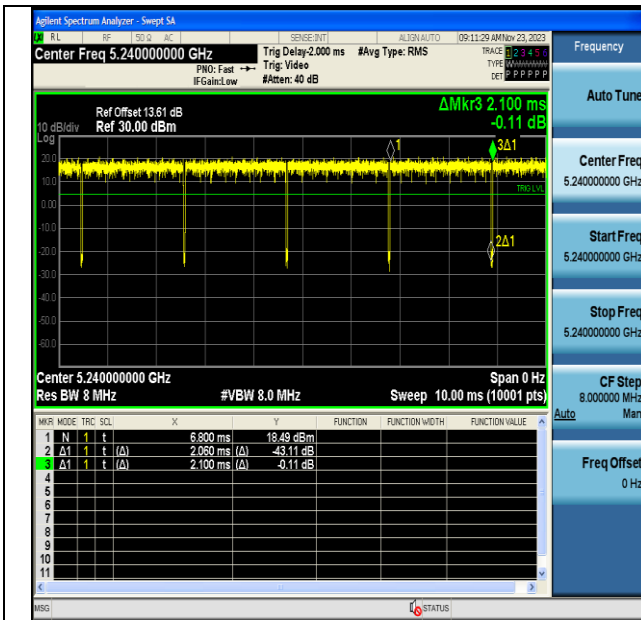 Agilent Spectrum Analyzer - Swept SA
RL RF 50 Ω AC SENSE:INT ALIGN AUTO 09:11:29 AM Nov 23, 2023
Center Freq 5.240000000 GHz
PNO: Fast
IFGain:Low
Trig Delay-2.000 ms
Trig: Video
#Atten: 40 dB
#Avg Type: RMS
TRACE 1 2 3 4 5 6
TYPE WWWWWW
DET P P P P P P
Ref Offset 13.61 dB
10 dB/div Ref 30.00 dBm
Log
ΔMkr3 2.100 ms
-0.11 dB
20.0
10.0
0.00
-10.0
-20.0
-30.0
-40.0
-50.0
-60.0
1
3Δ1
TRIG LVL
2Δ1
Center 5.240000000 GHz Span 0 Hz
Res BW 8 MHz #VBW 8.0 MHz Sweep 10.00 ms (10001 pts)
MKR MODE TRC SCL X Y FUNCTION FUNCTION WIDTH FUNCTION VALUE
1 N 1 t 6.800 ms 18.49 dBm
2 Δ1 1 t (Δ) 2.060 ms (Δ) -43.11 dB
3 Δ1 1 t (Δ) 2.100 ms (Δ) -0.11 dB
4
5
6
7
8
9
10
11
MSG STATUS
Frequency
Auto Tune
Center Freq
5.240000000 GHz
Start Freq
5.240000000 GHz
Stop Freq
5.240000000 GHz
CF Step
8.000000 MHz
Auto Man
Freq Offset
0 Hz